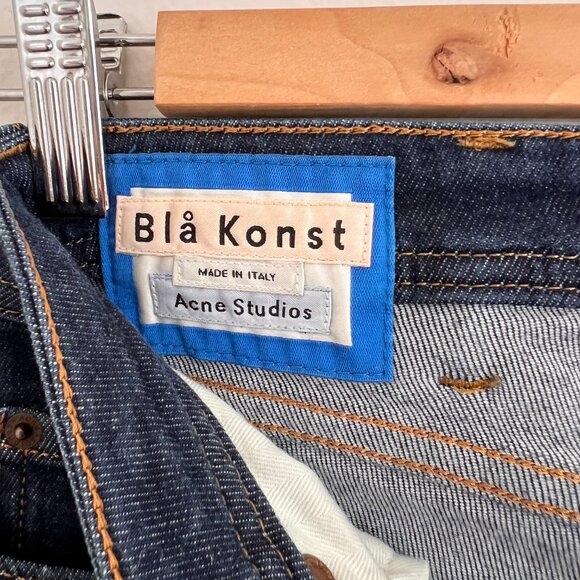 Blå Konst
MADE IN ITALY
Acne Studios